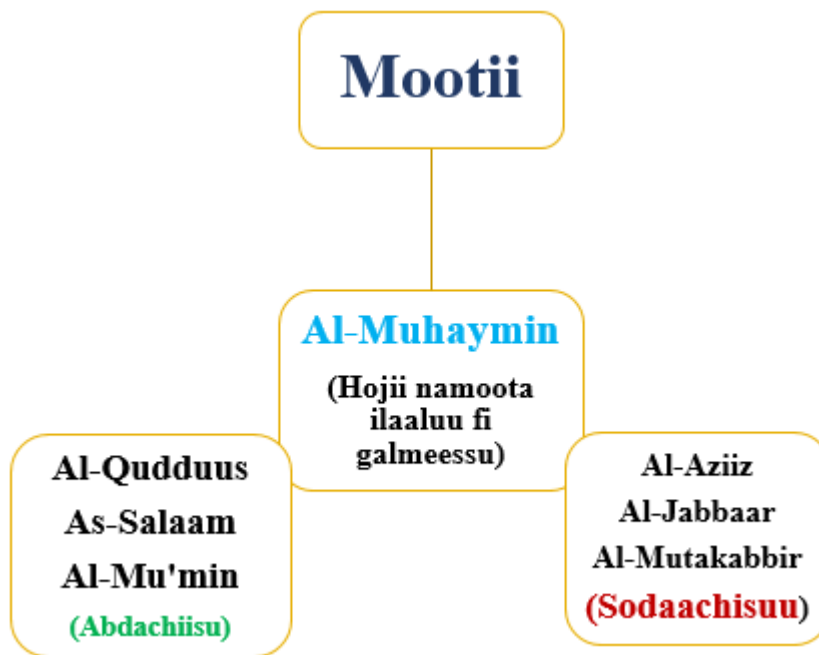 Mootii
Al-Muhaymin
(Hojii namoota
ilaaluu fi
galmeessu)
Al-Qudduus
As-Salaam
Al-Mu'min
(Abdachiisu)
Al-Aziiz
Al-Jabbaar
Al-Mutakabbir
(Sodaachisuu)